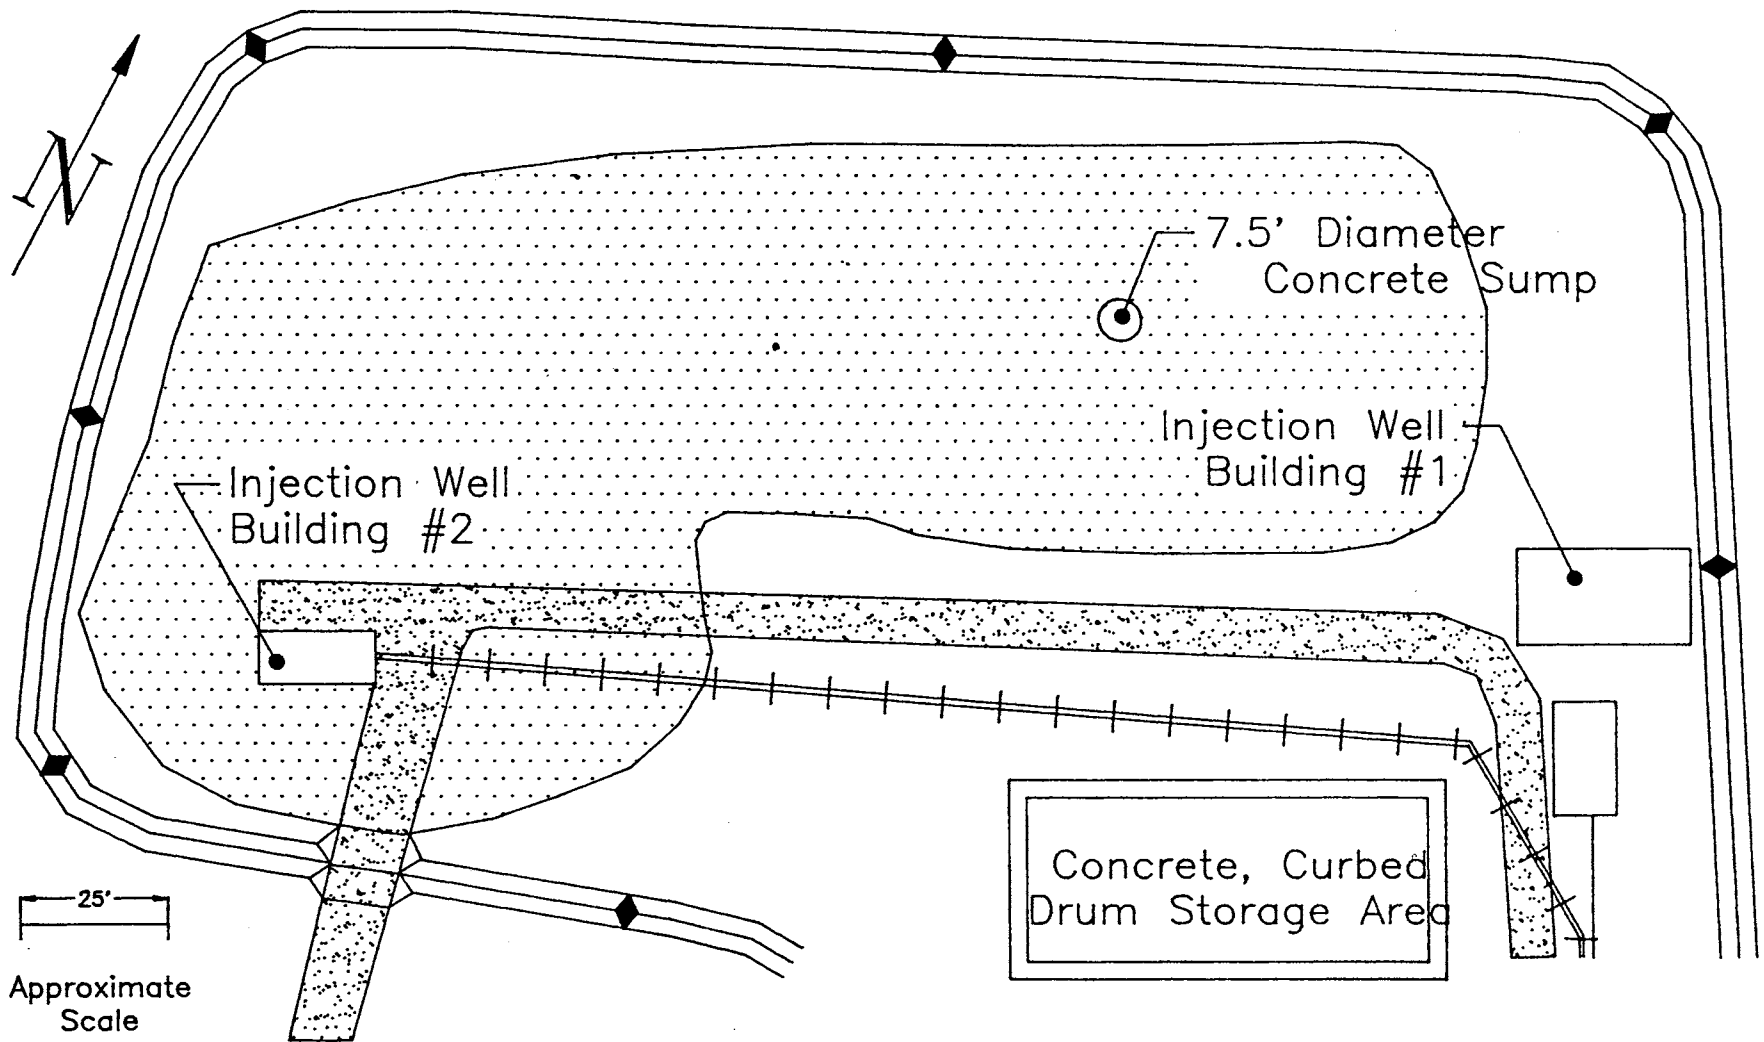 N
7.5' Diameter
Concrete Sump
Injection Well
Building #1
Injection Well
Building #2
Concrete, Curbed
Drum Storage Area
25'
Approximate
Scale